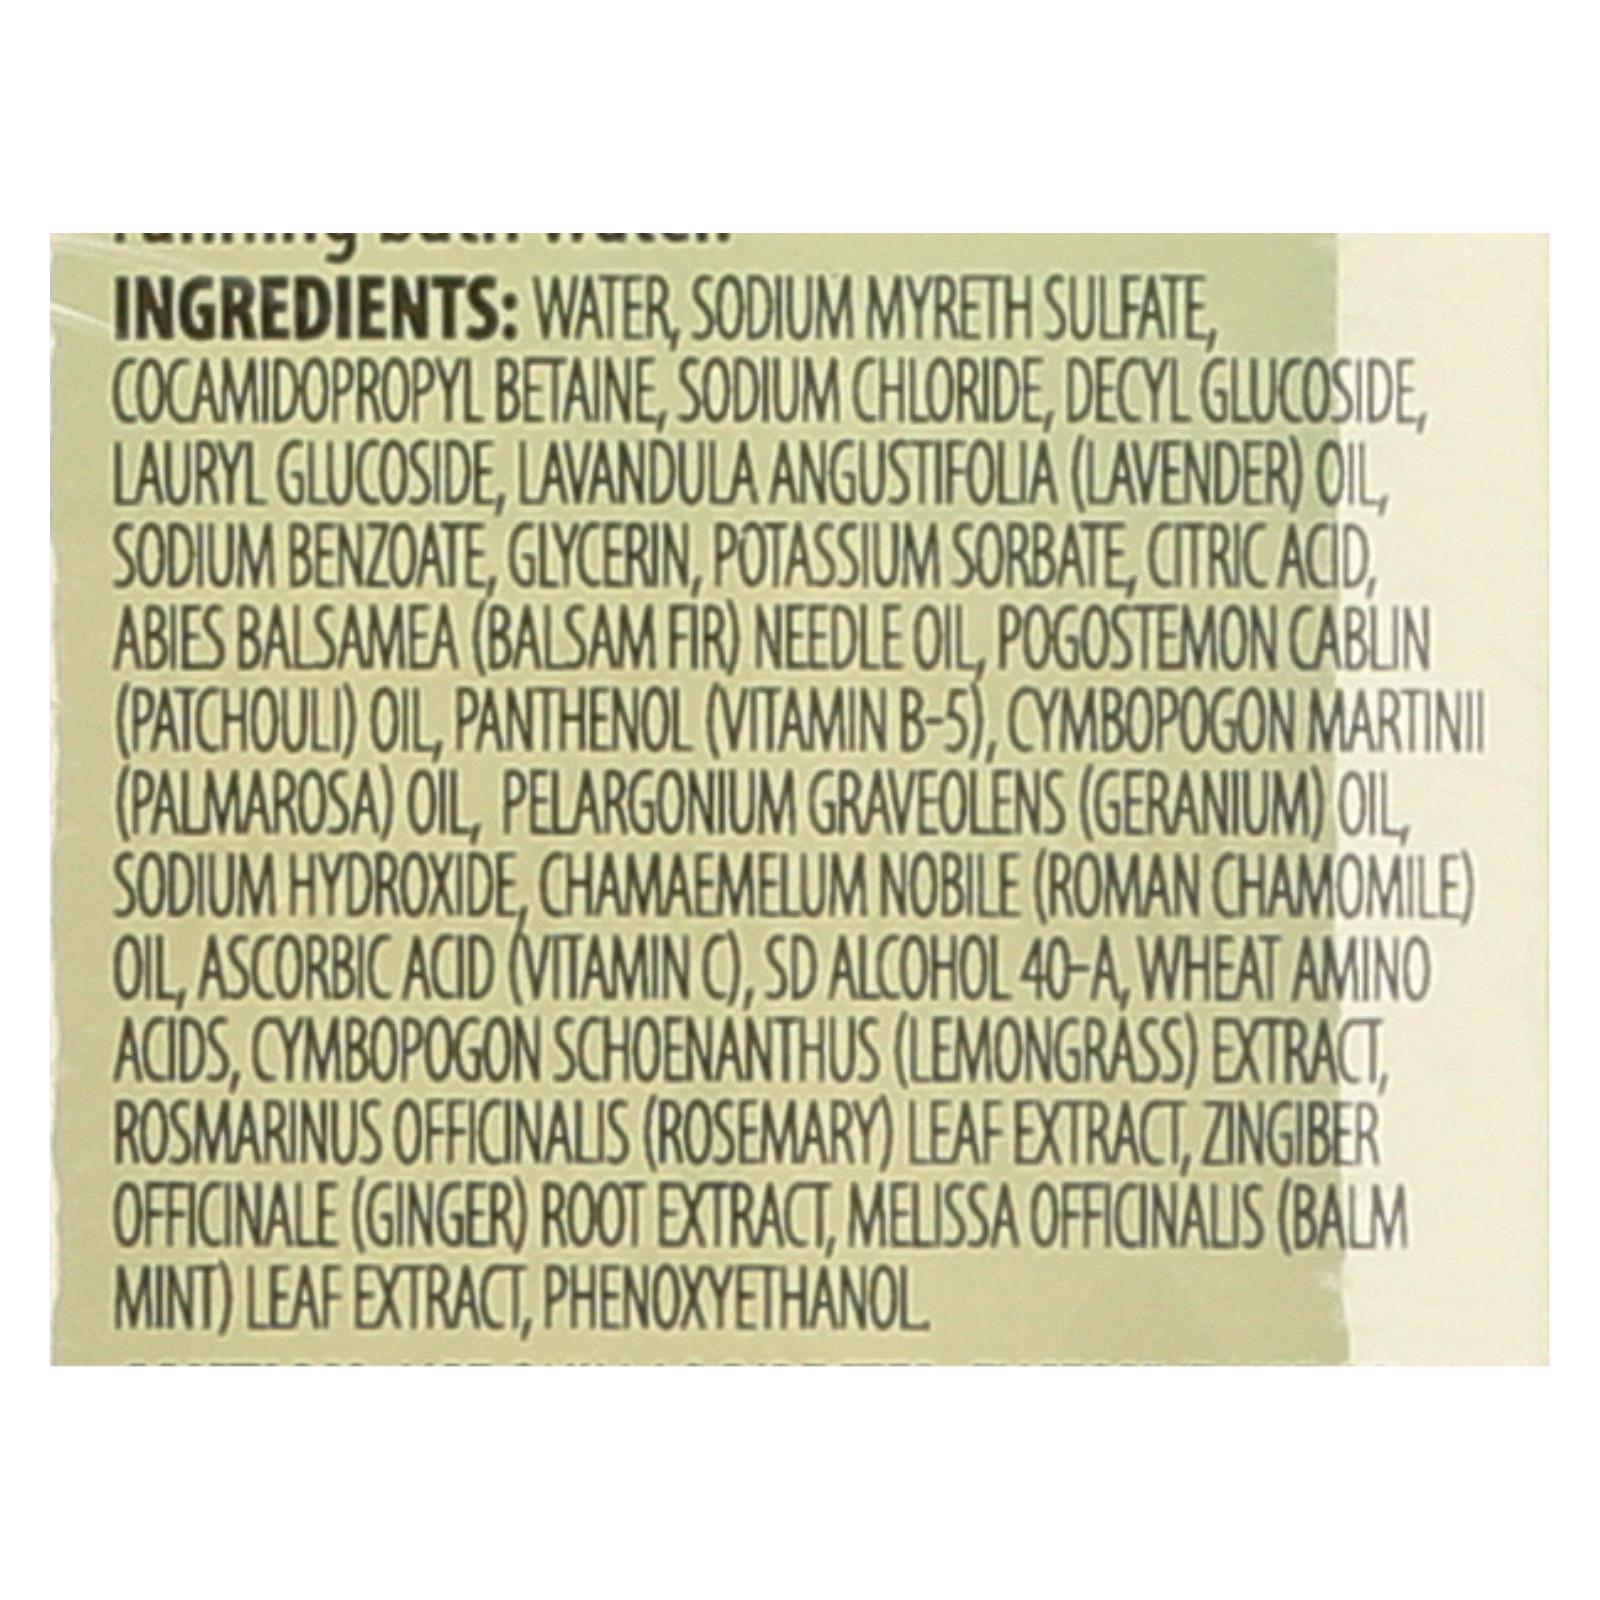 running bath water.
INGREDIENTS: WATER, SODIUM MYRETH SULFATE,
COCAMIDOPROPYL BETAINE, SODIUM CHLORIDE, DECYL GLUCOSIDE,
LAURYL GLUCOSIDE, LAVANDULA ANGUSTIFOLIA (LAVENDER) OIL,
SODIUM BENZOATE, GLYCERIN, POTASSIUM SORBATE, CITRIC ACID,
ABIES BALSAMEA (BALSAM FIR) NEEDLE OIL, POGOSTEMON CABLIN
(PATCHOULI) OIL, PANTHENOL (VITAMIN B-5), CYMBOPOGON MARTINII
(PALMAROSA) OIL, PELARGONIUM GRAVEOLENS (GERANIUM) OIL,
SODIUM HYDROXIDE, CHAMAEMELUM NOBILE (ROMAN CHAMOMILE)
OIL, ASCORBIC ACID (VITAMIN C), SD ALCOHOL 40-A, WHEAT AMINO
ACIDS, CYMBOPOGON SCHOENANTHUS (LEMONGRASS) EXTRACT,
ROSMARINUS OFFICINALIS (ROSEMARY) LEAF EXTRACT, ZINGIBER
OFFICINALE (GINGER) ROOT EXTRACT, MELISSA OFFICINALIS (BALM
MINT) LEAF EXTRACT, PHENOXYETHANOL.